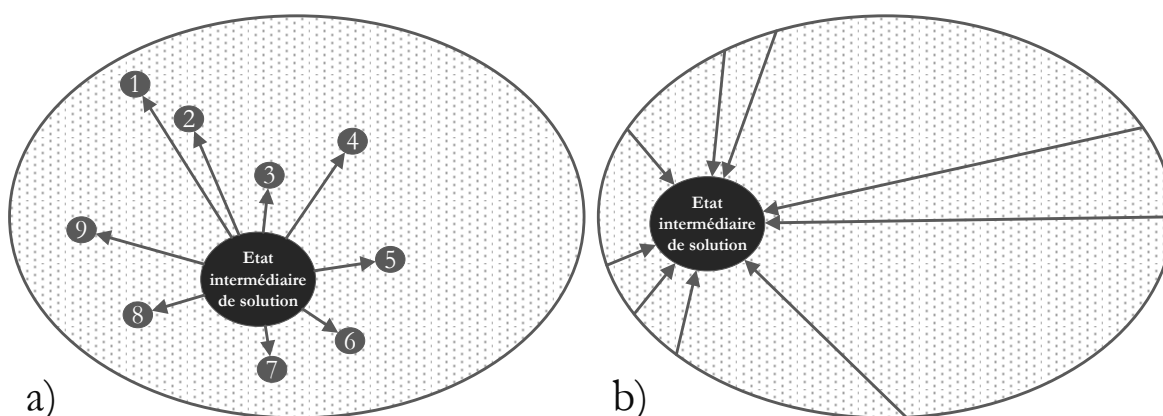 1
2
3
4
5
6
7
8
9
Etat
intermédiaire
de solution
a)
Etat
intermédiaire
de solution
b)